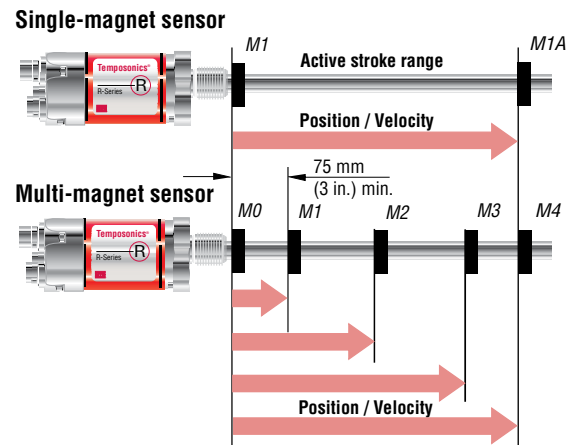 Single-magnet sensor
M1
M1A
Temposonics®
R-Series
R
Active stroke range
Position / Velocity
75 mm
(3 in.) min.
Multi-magnet sensor
M0
M1
M2
M3
M4
Temposonics®
R-Series
R
Position / Velocity